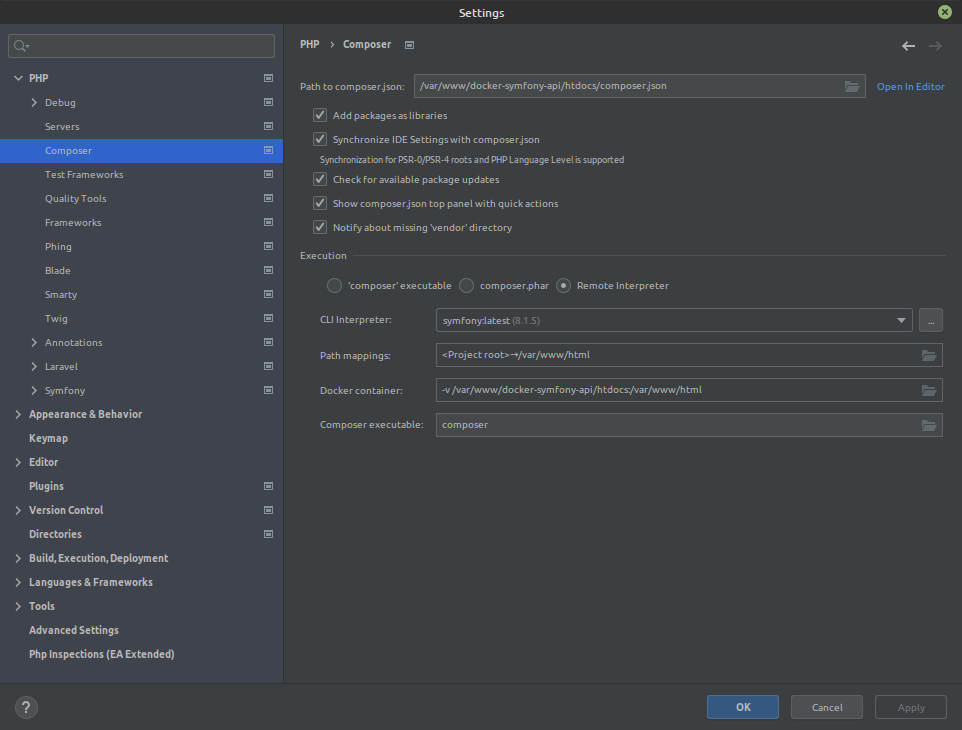 Settings
PHP
Debug
Servers
Composer
Test Frameworks
Quality Tools
Frameworks
Phing
Blade
Smarty
Twig
Annotations
Laravel
Symfony
Appearance & Behavior
Keymap
Editor
Plugins
Version Control
Directories
Build, Execution, Deployment
Languages & Frameworks
Tools
Advanced Settings
Php Inspections (EA Extended)
PHP › Composer
Path to composer.json: /var/www/docker-symfony-api/htdocs/composer.json Open In Editor
Add packages as libraries
Synchronize IDE Settings with composer.json
Synchronization for PSR-0/PSR-4 roots and PHP Language Level is supported
Check for available package updates
Show composer.json top panel with quick actions
Notify about missing 'vendor' directory
Execution
'composer' executable composer.phar Remote Interpreter
CLI Interpreter: symfony:latest (8.1.5) ...
Path mappings: <Project root>→/var/www/html
Docker container: -v /var/www/docker-symfony-api/htdocs:/var/www/html
Composer executable: composer
? OK Cancel Apply